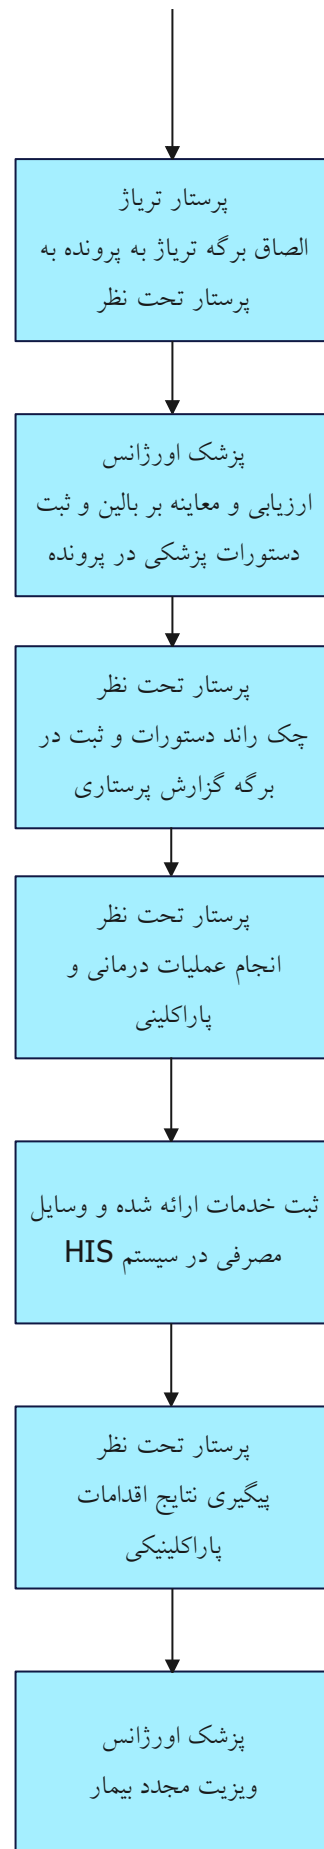 پرستار تریاژ
الصاق برگه تریاژ به پرونده به
پرستار تحت نظر
پزشک اورژانس
ارزیابی و معاینه بر بالین و ثبت
دستورات پزشکی در پرونده
پرستار تحت نظر
چک راند دستورات و ثبت در
برگه گزارش پرستاری
پرستار تحت نظر
انجام عملیات درمانی و
پاراکلینی
ثبت خدمات ارائه شده و وسایل
مصرفی در سیستم HIS
پرستار تحت نظر
پیگیری نتایج اقدامات
پاراکلینیکی
پزشک اورژانس
ویزیت مجدد بیمار